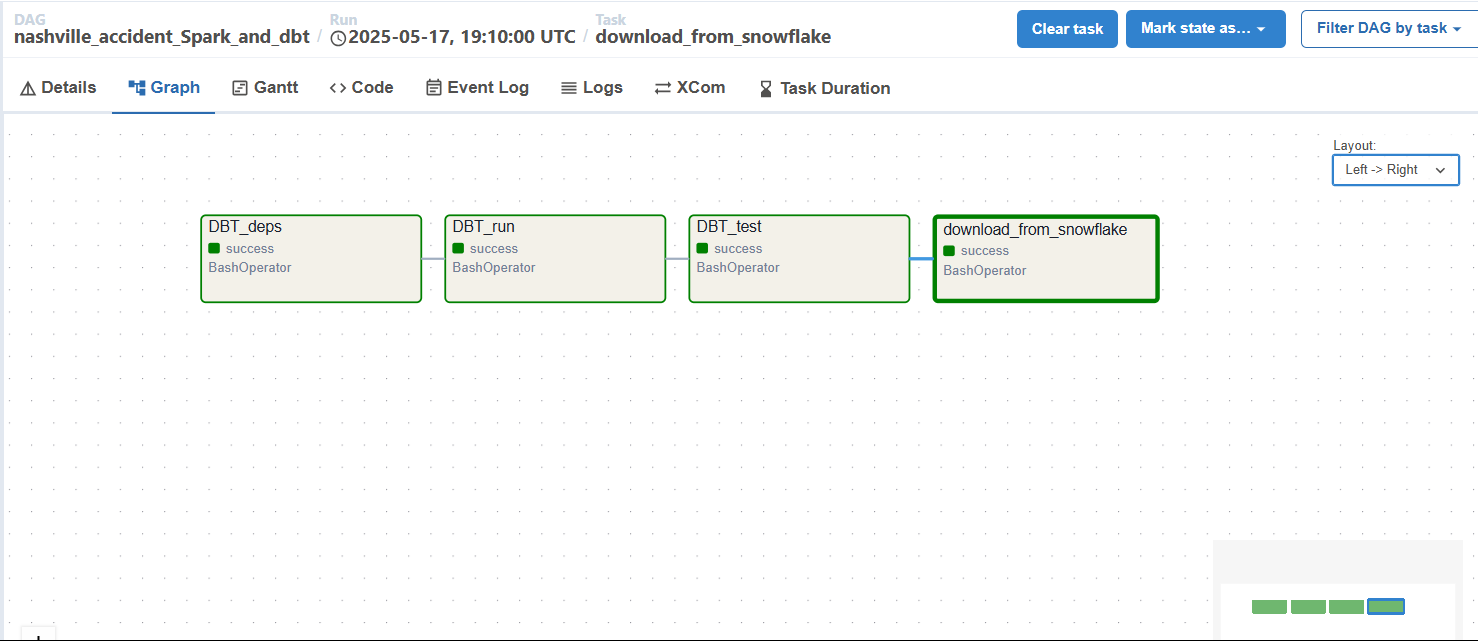 DAG
nashville_accident_Spark_and_dbt / Run 2025-05-17, 19:10:00 UTC / Task download_from_snowflake
Clear task
Mark state as...
Filter DAG by task
Details
Graph
Gantt
Code
Event Log
Logs
XCom
Task Duration
Layout:
Left -> Right
DBT_deps
success
BashOperator
DBT_run
success
BashOperator
DBT_test
success
BashOperator
download_from_snowflake
success
BashOperator